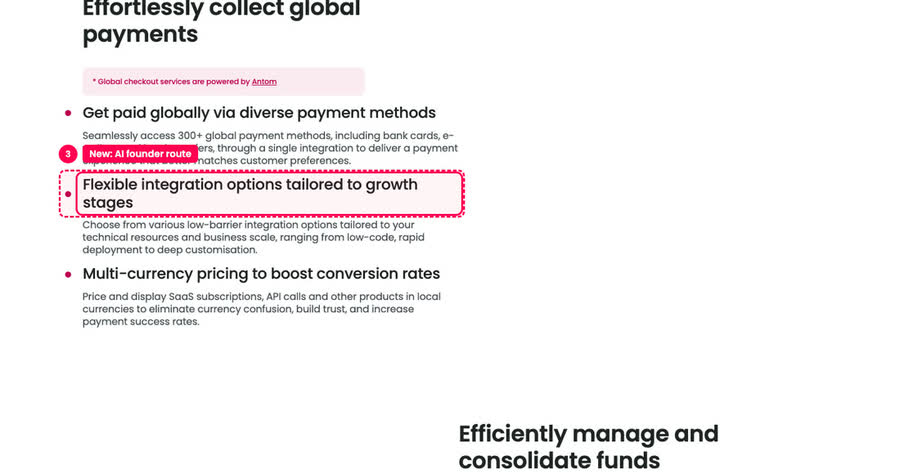 Effortlessly collect global
payments
* Global checkout services are powered by Antom
Get paid globally via diverse payment methods
Seamlessly access 300+ global payment methods, including bank cards, e-
ers, through a single integration to deliver a payment
matches customer preferences.
3
New: AI founder route
Flexible integration options tailored to growth
stages
Choose from various low-barrier integration options tailored to your
technical resources and business scale, ranging from low-code, rapid
deployment to deep customisation.
Multi-currency pricing to boost conversion rates
Price and display SaaS subscriptions, API calls and other products in local
currencies to eliminate currency confusion, build trust, and increase
payment success rates.
Efficiently manage and
consolidate funds